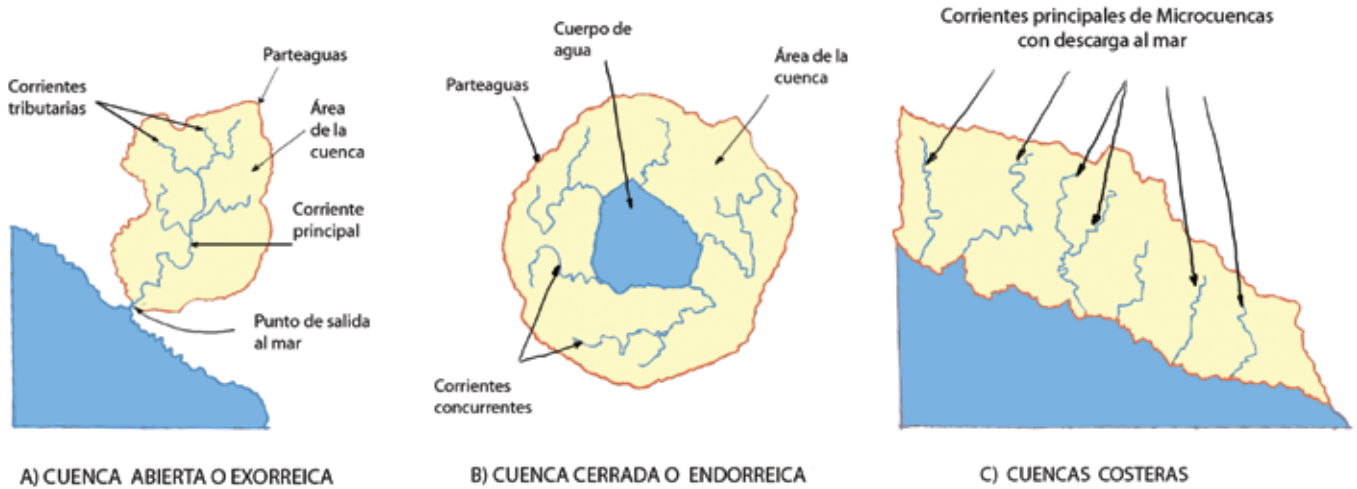 Parteaguas
Corrientes
tributarias
Área
de la
cuenca
Corriente
principal
Punto de salida
al mar
A) CUENCA ABIERTA O EXORREICA
Cuerpo de
agua
Área de la
cuenca
Parteaguas
Corrientes
concurrentes
B) CUENCA CERRADA O ENDORREICA
Corrientes principales de Microcuencas
con descarga al mar
C) CUENCAS COSTERAS